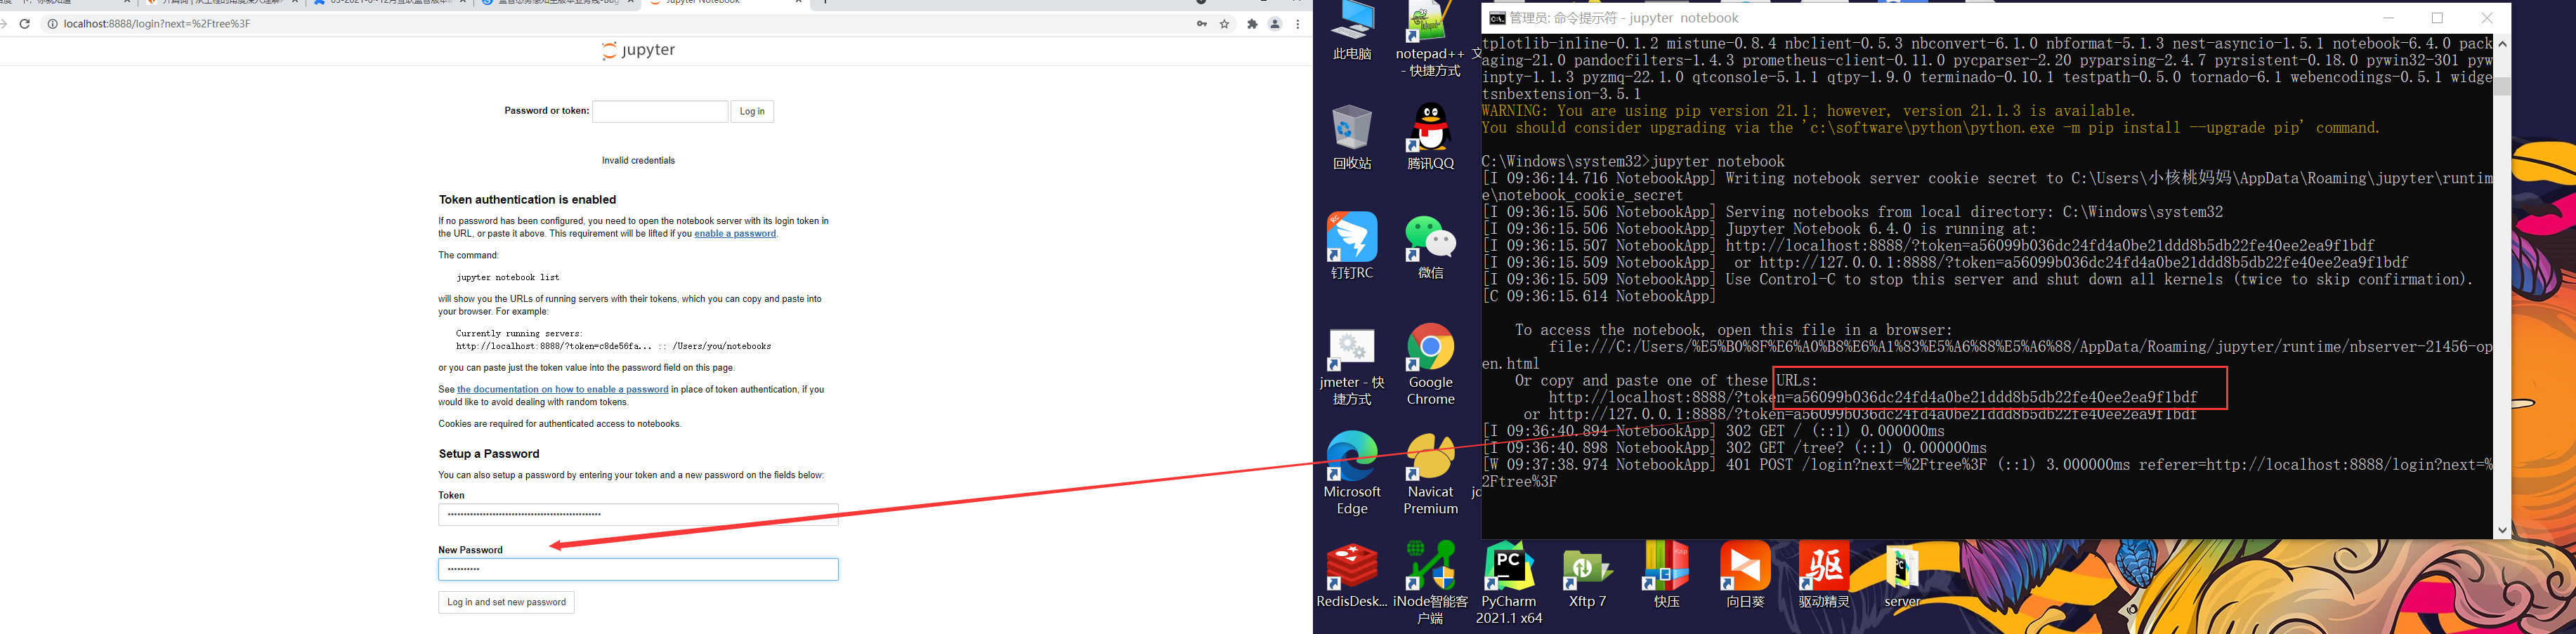 localhost:8888/login?next=%2Ftree%3F
jupyter
Password or token:
Log in
Invalid credentials
Token authentication is enabled
If no password has been configured, you need to open the notebook server with its login token in
the URL, or paste it above. This requirement will be lifted if you enable a password.
The command:
jupyter notebook list
will show you the URLs of running servers with their tokens, which you can copy and paste into
your browser. For example:
Currently running servers:
http://localhost:8888/?token=c8de56fa... :: /Users/you/notebooks
or you can paste just the token value into the password field on this page.
See the documentation on how to enable a password in place of token authentication, if you
would like to avoid dealing with random tokens.
Cookies are required for authenticated access to notebooks.
Setup a Password
You can also setup a password by entering your token and a new password on the fields below:
Token
New Password
Log in and set new password
此电脑
notepad++
- 快捷方式
回收站
腾讯QQ
钉钉RC
微信
jmeter - 快
捷方式
Google
Chrome
Microsoft
Edge
Navicat
Premium
RedisDesk...
iNode智能客
户端
PyCharm
2021.1 x64
Xftp 7
快压
向日葵
驱动精灵
server
管理员: 命令提示符 - jupyter notebook
tplotlib-inline-0.1.2 mistune-0.8.4 nbclient-0.5.3 nbconvert-6.1.0 nbformat-5.1.3 nest-asyncio-1.5.1 notebook-6.4.0 pack
aging-21.0 pandocfilters-1.4.3 prometheus-client-0.11.0 pycparser-2.20 pyparsing-2.4.7 pyrsistent-0.18.0 pywin32-301 pyw
inpty-1.1.3 pyzmq-22.1.0 qtconsole-5.1.1 qtpy-1.9.0 terminado-0.10.1 testpath-0.5.0 tornado-6.1 webencodings-0.5.1 widge
tsnbextension-3.5.1
WARNING: You are using pip version 21.1; however, version 21.1.3 is available.
You should consider upgrading via the 'c:\software\python\python.exe -m pip install --upgrade pip' command.
C:\Windows\system32>jupyter notebook
[I 09:36:14.716 NotebookApp] Writing notebook server cookie secret to C:\Users\小核桃妈妈\AppData\Roaming\jupyter\runtim
e\notebook_cookie_secret
[I 09:36:15.506 NotebookApp] Serving notebooks from local directory: C:\Windows\system32
[I 09:36:15.506 NotebookApp] Jupyter Notebook 6.4.0 is running at:
[I 09:36:15.507 NotebookApp] http://localhost:8888/?token=a56099b036dc24fd4a0be21ddd8b5db22fe40ee2ea9f1bdf
[I 09:36:15.509 NotebookApp]  or http://127.0.0.1:8888/?token=a56099b036dc24fd4a0be21ddd8b5db22fe40ee2ea9f1bdf
[I 09:36:15.509 NotebookApp] Use Control-C to stop this server and shut down all kernels (twice to skip confirmation).
[C 09:36:15.614 NotebookApp]
To access the notebook, open this file in a browser:
file:///C:/Users/%E5%B0%8F%E6%A0%B8%E6%A1%83%E5%A6%88%E5%A6%88/AppData/Roaming/jupyter/runtime/nbserver-21456-op
en.html
Or copy and paste one of these URLs:
http://localhost:8888/?token=a56099b036dc24fd4a0be21ddd8b5db22fe40ee2ea9f1bdf
or http://127.0.0.1:8888/?token=a56099b036dc24fd4a0be21ddd8b5db22fe40ee2ea9f1bdf
[I 09:36:40.894 NotebookApp] 302 GET / (::1) 0.000000ms
[I 09:36:40.898 NotebookApp] 302 GET /tree? (::1) 0.000000ms
[W 09:37:38.974 NotebookApp] 401 POST /login?next=%2Ftree%3F (::1) 3.000000ms referer=http://localhost:8888/login?next=%
2Ftree%3F